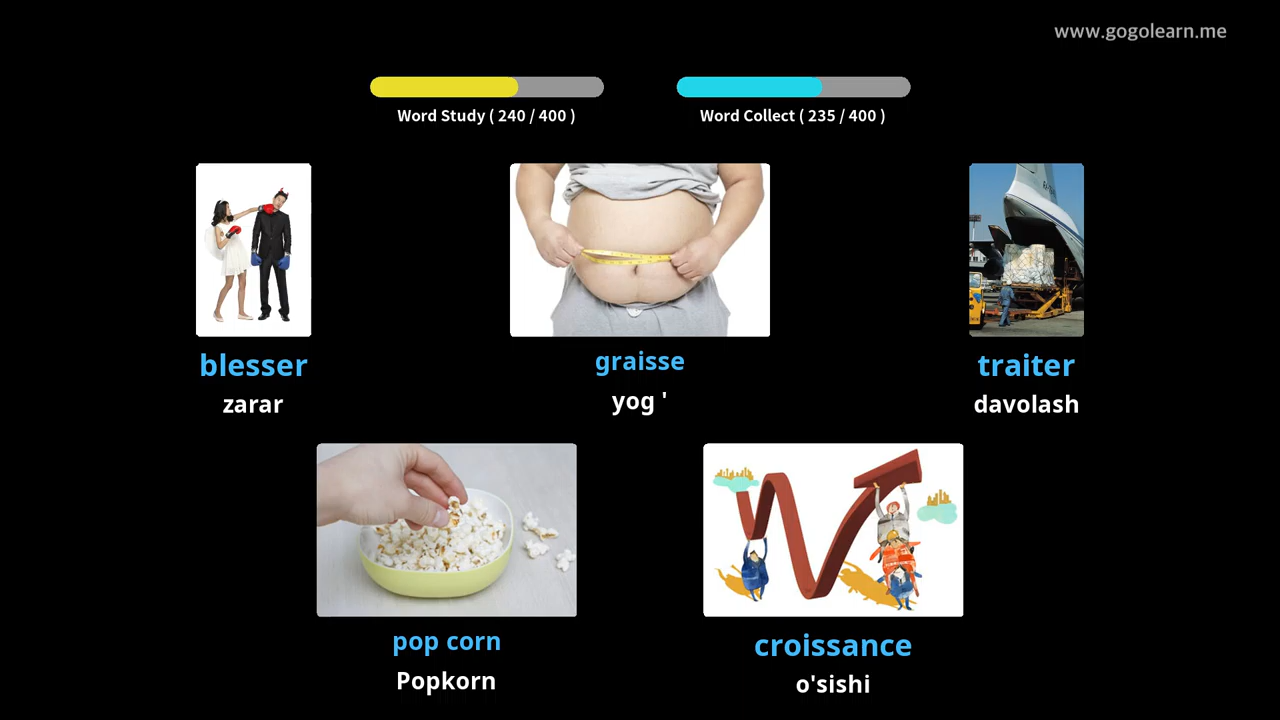 www.gogolearn.me
Word Study ( 240 / 400 )
Word Collect ( 235 / 400 )
blesser
zarar
graisse
yog '
traiter
davolash
pop corn
Popkorn
croissance
o'sishi